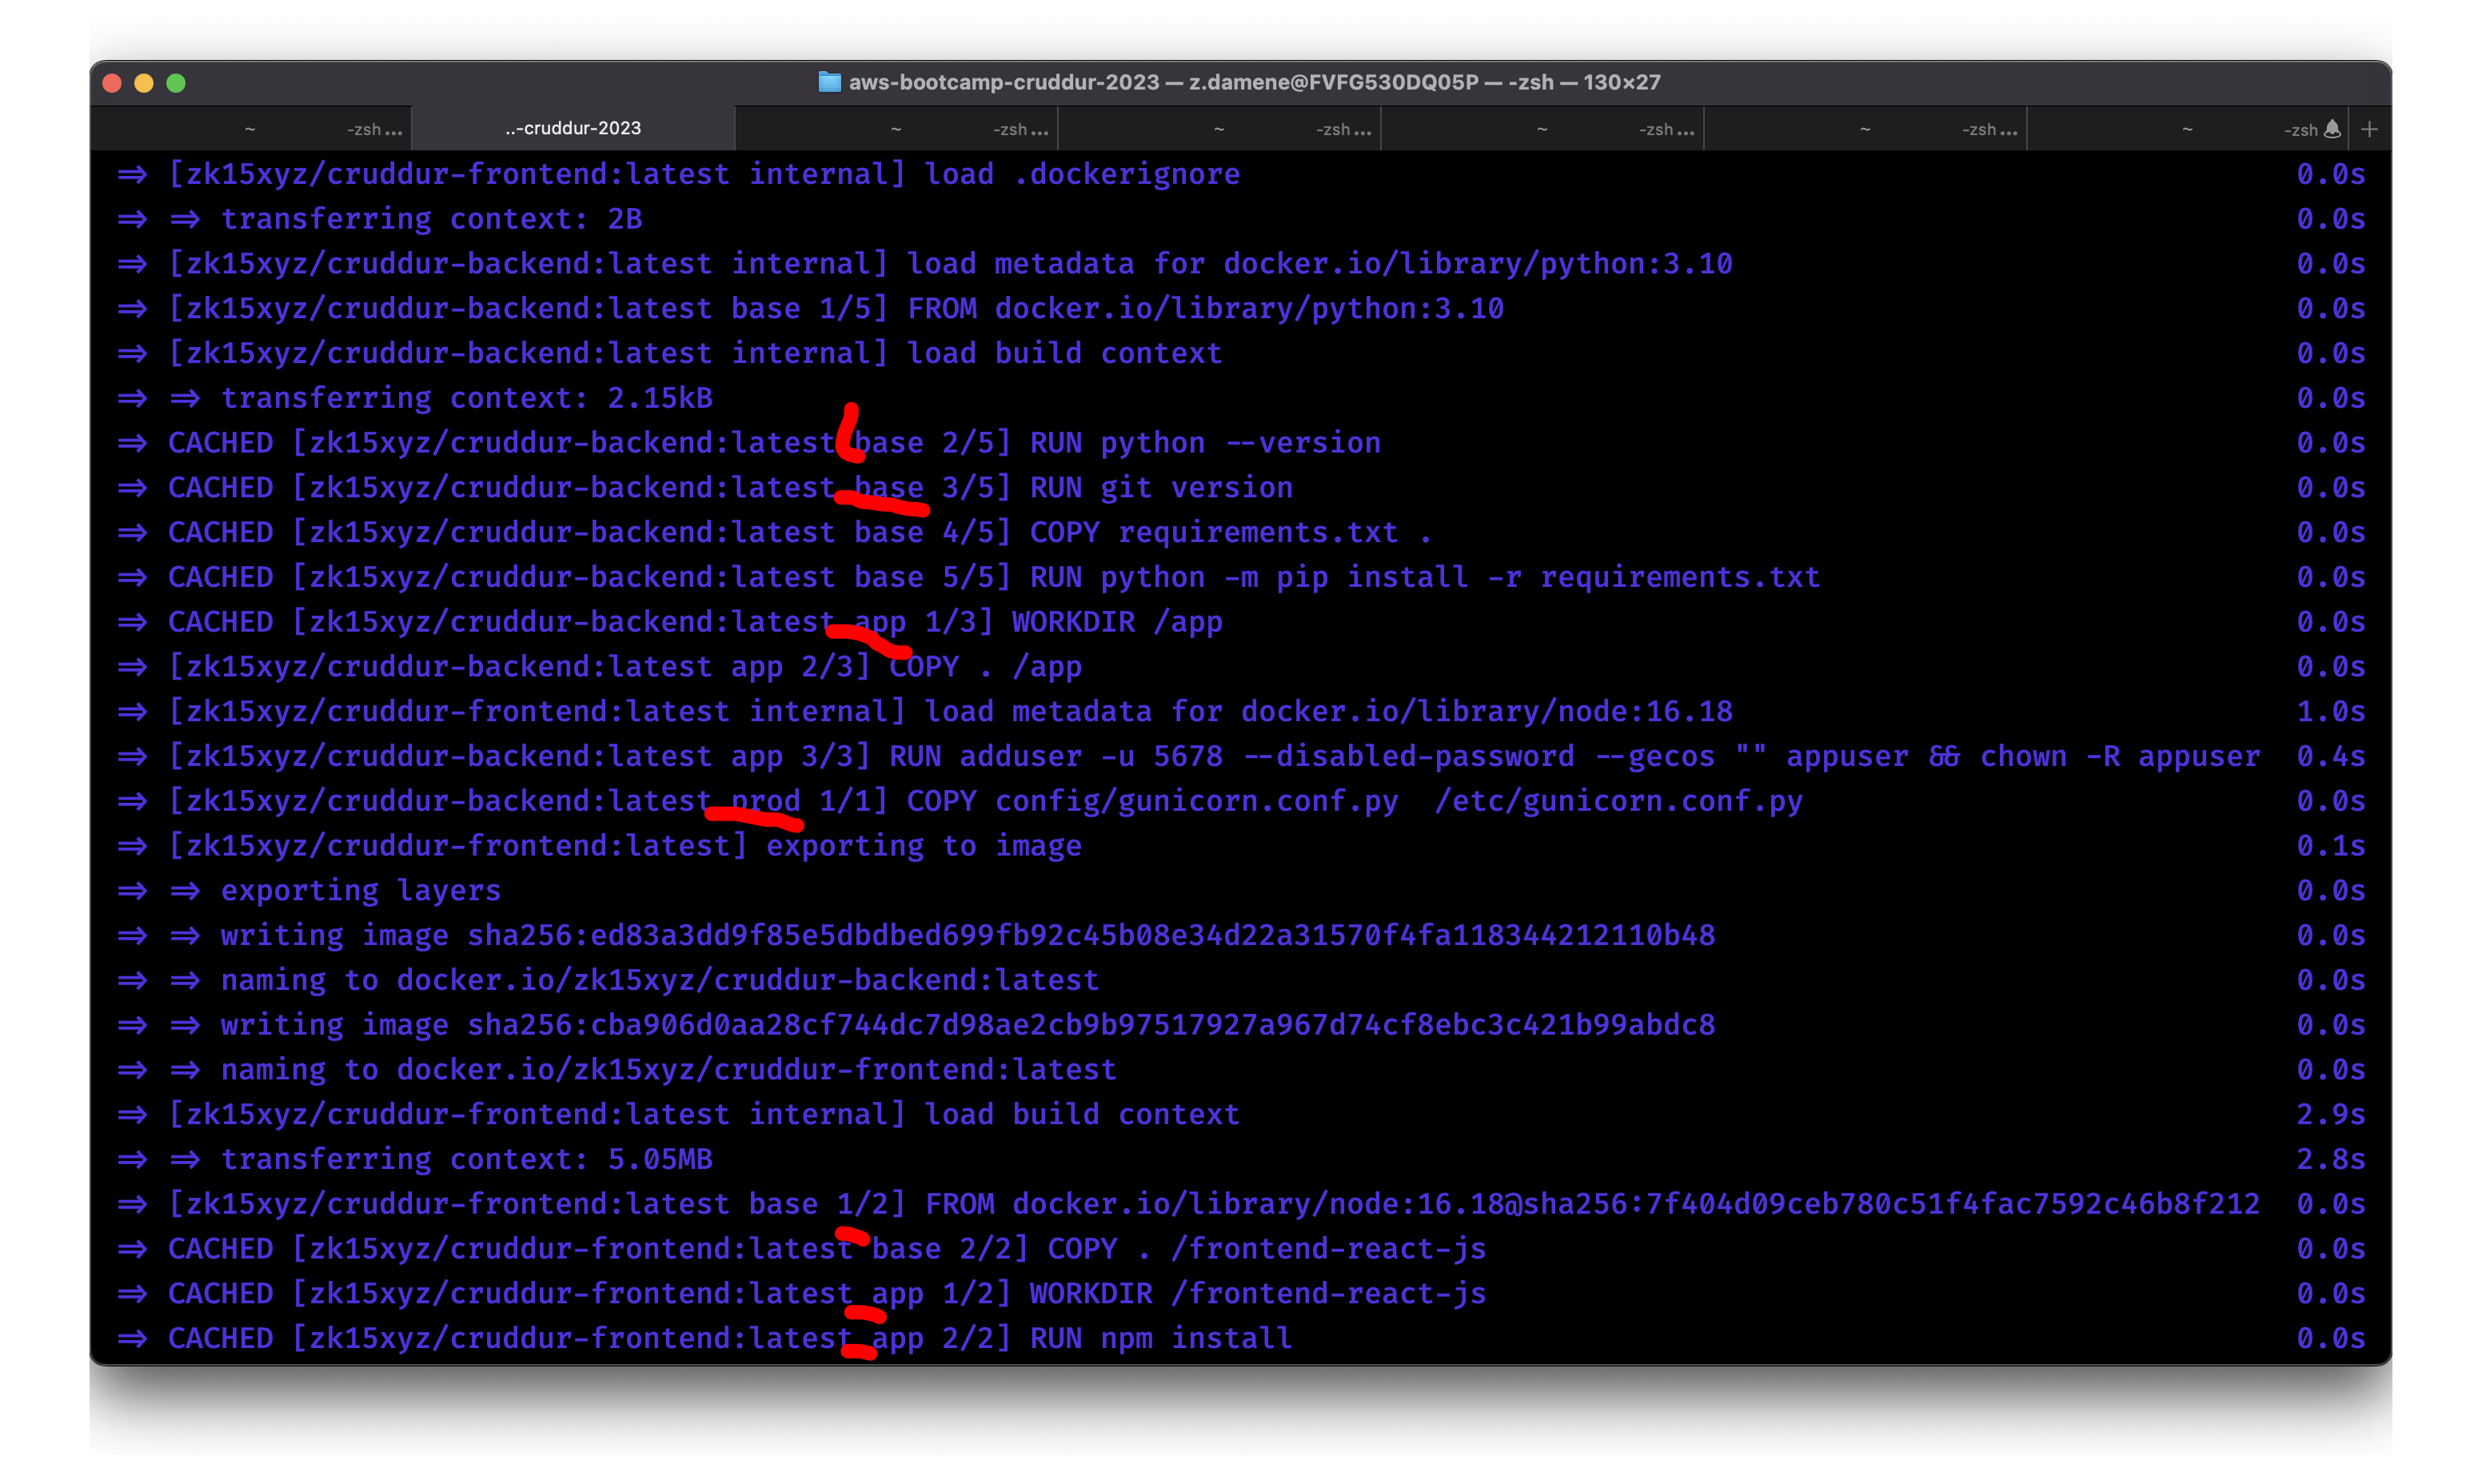 aws-bootcamp-cruddur-2023 — z.damene@FVFG530DQ05P — -zsh — 130×27
~ -zsh... ..-cruddur-2023 ~ -zsh... ~ -zsh... ~ -zsh... ~ -zsh... ~ -zsh +
=> [zk15xyz/cruddur-frontend:latest internal] load .dockerignore 0.0s
=> => transferring context: 2B 0.0s
=> [zk15xyz/cruddur-backend:latest internal] load metadata for docker.io/library/python:3.10 0.0s
=> [zk15xyz/cruddur-backend:latest base 1/5] FROM docker.io/library/python:3.10 0.0s
=> [zk15xyz/cruddur-backend:latest internal] load build context 0.0s
=> => transferring context: 2.15kB 0.0s
=> CACHED [zk15xyz/cruddur-backend:latest base 2/5] RUN python --version 0.0s
=> CACHED [zk15xyz/cruddur-backend:latest base 3/5] RUN git version 0.0s
=> CACHED [zk15xyz/cruddur-backend:latest base 4/5] COPY requirements.txt . 0.0s
=> CACHED [zk15xyz/cruddur-backend:latest base 5/5] RUN python -m pip install -r requirements.txt 0.0s
=> CACHED [zk15xyz/cruddur-backend:latest app 1/3] WORKDIR /app 0.0s
=> [zk15xyz/cruddur-backend:latest app 2/3] COPY . /app 0.0s
=> [zk15xyz/cruddur-frontend:latest internal] load metadata for docker.io/library/node:16.18 1.0s
=> [zk15xyz/cruddur-backend:latest app 3/3] RUN adduser -u 5678 --disabled-password --gecos "" appuser && chown -R appuser 0.4s
=> [zk15xyz/cruddur-backend:latest prod 1/1] COPY config/gunicorn.conf.py  /etc/gunicorn.conf.py 0.0s
=> [zk15xyz/cruddur-frontend:latest] exporting to image 0.1s
=> => exporting layers 0.0s
=> => writing image sha256:ed83a3dd9f85e5dbdbed699fb92c45b08e34d22a31570f4fa118344212110b48 0.0s
=> => naming to docker.io/zk15xyz/cruddur-backend:latest 0.0s
=> => writing image sha256:cba906d0aa28cf744dc7d98ae2cb9b97517927a967d74cf8ebc3c421b99abdc8 0.0s
=> => naming to docker.io/zk15xyz/cruddur-frontend:latest 0.0s
=> [zk15xyz/cruddur-frontend:latest internal] load build context 2.9s
=> => transferring context: 5.05MB 2.8s
=> [zk15xyz/cruddur-frontend:latest base 1/2] FROM docker.io/library/node:16.18@sha256:7f404d09ceb780c51f4fac7592c46b8f212 0.0s
=> CACHED [zk15xyz/cruddur-frontend:latest base 2/2] COPY . /frontend-react-js 0.0s
=> CACHED [zk15xyz/cruddur-frontend:latest app 1/2] WORKDIR /frontend-react-js 0.0s
=> CACHED [zk15xyz/cruddur-frontend:latest app 2/2] RUN npm install 0.0s